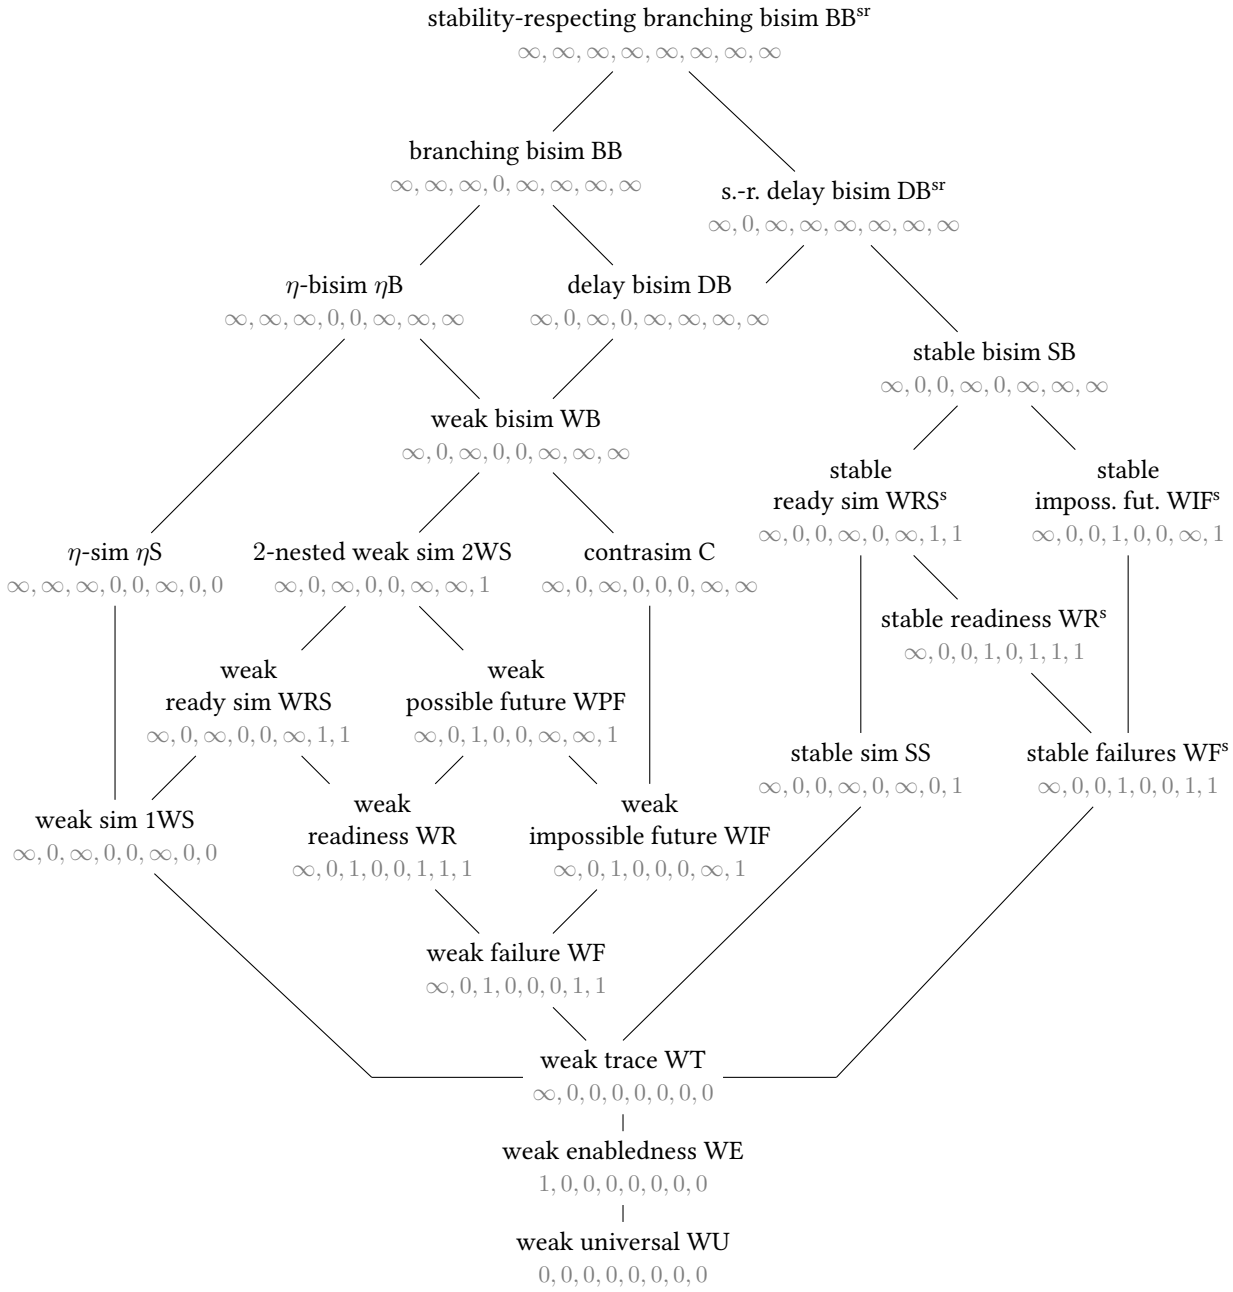 stability-respecting branching bisim BBˢʳ
∞, ∞, ∞, ∞, ∞, ∞, ∞, ∞
branching bisim BB
∞, ∞, ∞, 0, ∞, ∞, ∞, ∞
s.-r. delay bisim DBˢʳ
∞, 0, ∞, ∞, ∞, ∞, ∞, ∞
η-bisim ηB
∞, ∞, ∞, 0, 0, ∞, ∞, ∞
delay bisim DB
∞, 0, ∞, 0, ∞, ∞, ∞, ∞
stable bisim SB
∞, 0, 0, ∞, 0, ∞, ∞, ∞
weak bisim WB
∞, 0, ∞, 0, 0, ∞, ∞, ∞
stable
ready sim WRSˢ
∞, 0, 0, ∞, 0, ∞, 1, 1
stable
imposs. fut. WIFˢ
∞, 0, 0, 1, 0, 0, ∞, 1
η-sim ηS
∞, ∞, ∞, 0, 0, ∞, 0, 0
2-nested weak sim 2WS
∞, 0, ∞, 0, 0, ∞, ∞, 1
contrasim C
∞, 0, ∞, 0, 0, 0, ∞, ∞
stable readiness WRˢ
∞, 0, 0, 1, 0, 1, 1, 1
weak
ready sim WRS
∞, 0, ∞, 0, 0, ∞, 1, 1
weak
possible future WPF
∞, 0, 1, 0, 0, ∞, ∞, 1
stable sim SS
∞, 0, 0, ∞, 0, ∞, 0, 1
stable failures WFˢ
∞, 0, 0, 1, 0, 0, 1, 1
weak sim 1WS
∞, 0, ∞, 0, 0, ∞, 0, 0
weak
readiness WR
∞, 0, 1, 0, 0, 1, 1, 1
weak
impossible future WIF
∞, 0, 1, 0, 0, 0, ∞, 1
weak failure WF
∞, 0, 1, 0, 0, 0, 1, 1
weak trace WT
∞, 0, 0, 0, 0, 0, 0, 0
weak enabledness WE
1, 0, 0, 0, 0, 0, 0, 0
weak universal WU
0, 0, 0, 0, 0, 0, 0, 0